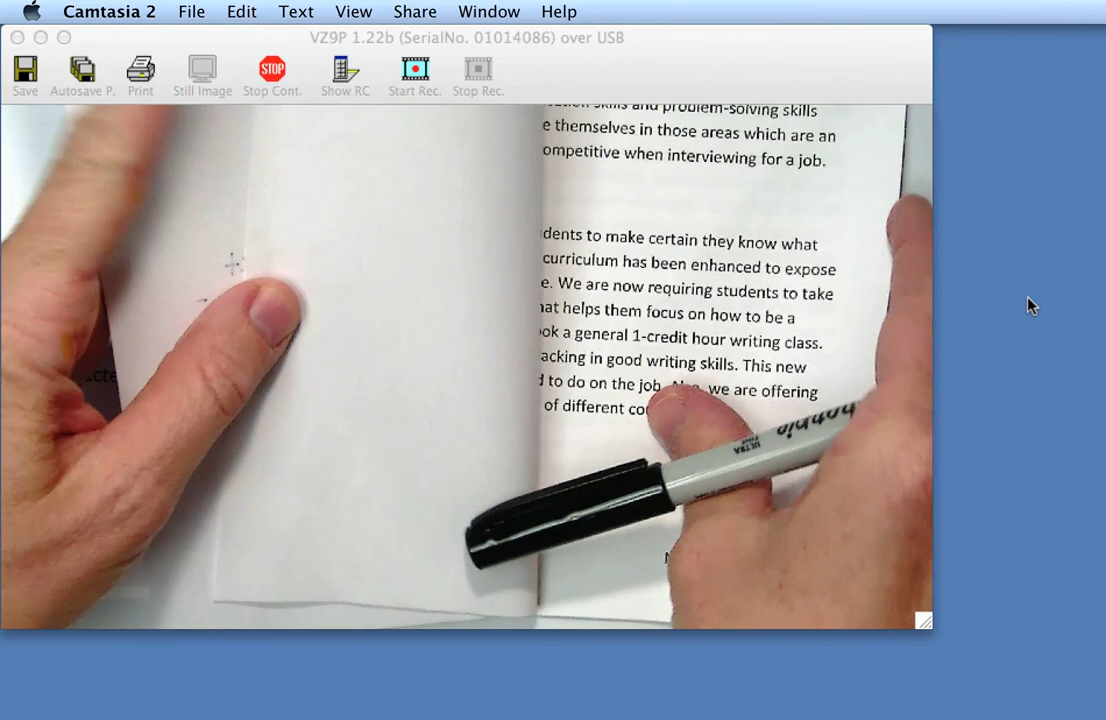 Camtasia 2 File Edit Text View Share Window Help
VZ9P 1.22b (SerialNo. 01014086) over USB
STOP
Save Autosave P. Print Still Image Stop Cont. Show RC Start Rec. Stop Rec.
skills and problem-solving skills
e themselves in those areas which are an
ompetitive when interviewing for a job.
dents to make certain they know what
curriculum has been enhanced to expose
e. We are now requiring students to take
hat helps them focus on how to be a
ook a general 1-credit hour writing class.
acking in good writing skills. This new
d to do on the job. Also, we are offering
of different co
ULTRA FINE